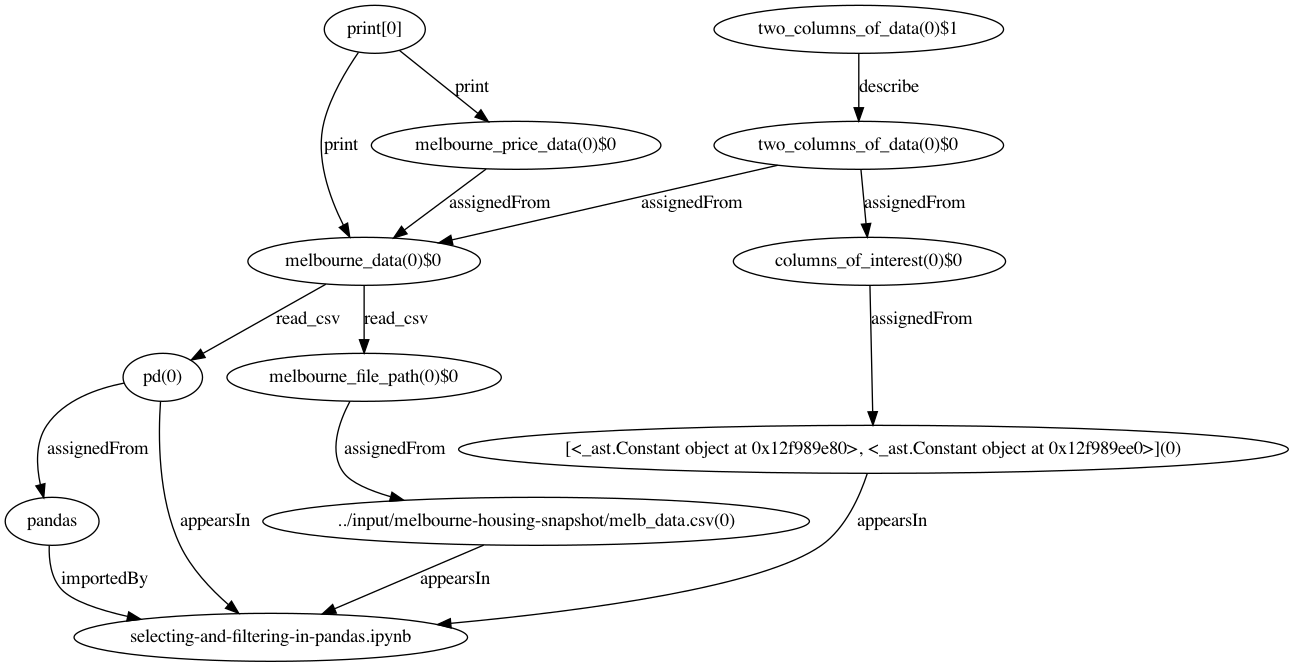 print[0]
two_columns_of_data(0)$1
print
describe
print
melbourne_price_data(0)$0
two_columns_of_data(0)$0
assignedFrom
assignedFrom
assignedFrom
melbourne_data(0)$0
columns_of_interest(0)$0
read_csv
read_csv
assignedFrom
pd(0)
melbourne_file_path(0)$0
assignedFrom
assignedFrom
[<_ast.Constant object at 0x12f989e80>, <_ast.Constant object at 0x12f989ee0>](0)
pandas
appearsIn
../input/melbourne-housing-snapshot/melb_data.csv(0)
appearsIn
importedBy
appearsIn
selecting-and-filtering-in-pandas.ipynb